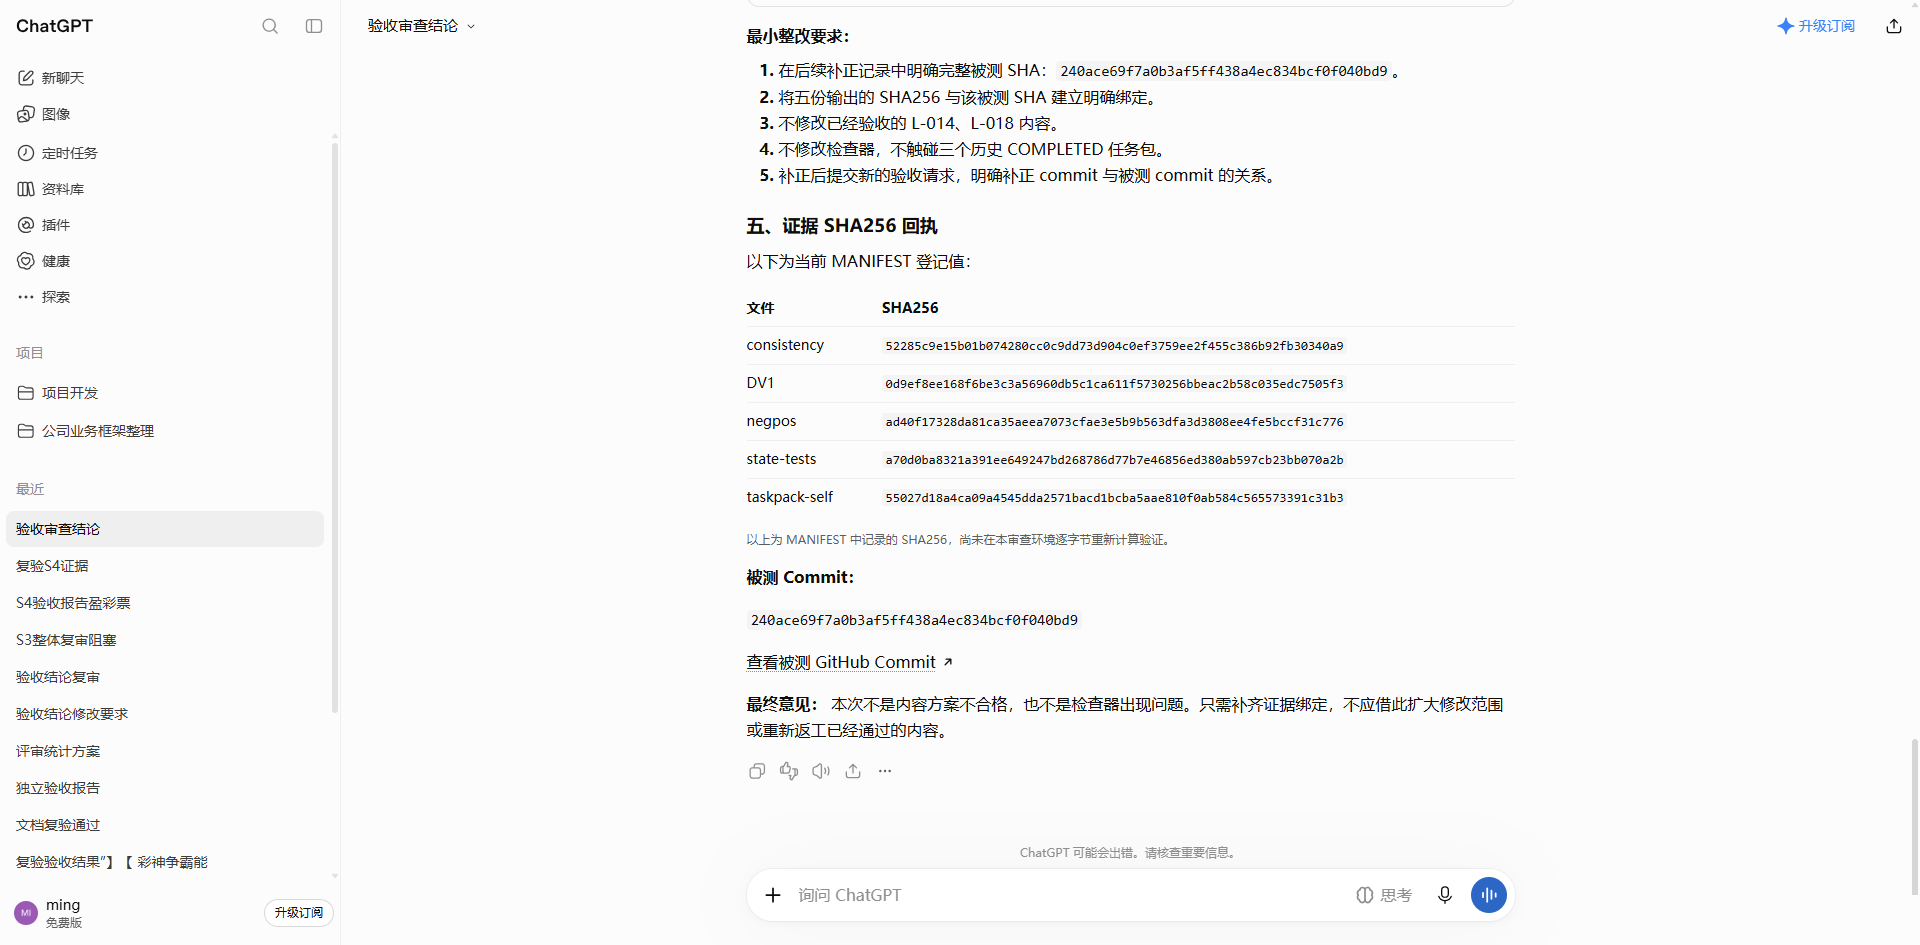 ChatGPT
新聊天
图像
定时任务
资料库
插件
健康
探索
项目
项目开发
公司业务框架整理
最近
验收审查结论
复验S4证据
S4验收报告盈彩票
S3整体复审阻塞
验收结论复审
验收结论修改要求
评审统计方案
独立验收报告
文档复验通过
复验验收结果”】【 彩神争霸能
MI
ming
免费版
升级订阅
验收审查结论
升级订阅
最小整改要求：
1. 在后续补正记录中明确完整被测 SHA： 240ace69f7a0b3af5ff438a4ec834bcf0f040bd9 。
2. 将五份输出的 SHA256 与该被测 SHA 建立明确绑定。
3. 不修改已经验收的 L-014、L-018 内容。
4. 不修改检查器，不触碰三个历史 COMPLETED 任务包。
5. 补正后提交新的验收请求，明确补正 commit 与被测 commit 的关系。
五、证据 SHA256 回执
以下为当前 MANIFEST 登记值：
文件 SHA256
consistency 52285c9e15b01b074280cc0c9dd73d904c0ef3759ee2f455c386b92fb30340a9
DV1 0d9ef8ee168f6be3c3a56960db5c1ca611f5730256bbeac2b58c035edc7505f3
negpos ad40f17328da81ca35aeea7073cfae3e5b9b563dfa3d3808ee4fe5bccf31c776
state-tests a70d0ba8321a391ee649247bd268786d77b7e46856ed380ab597cb23bb070a2b
taskpack-self 55027d18a4ca09a4545dda2571bacd1bcba5aae810f0ab584c565573391c31b3
以上为 MANIFEST 中记录的 SHA256，尚未在本审查环境逐字节重新计算验证。
被测 Commit：
240ace69f7a0b3af5ff438a4ec834bcf0f040bd9
查看被测 GitHub Commit
最终意见： 本次不是内容方案不合格，也不是检查器出现问题。只需补齐证据绑定，不应借此扩大修改范围
或重新返工已经通过的内容。
ChatGPT 可能会出错。请核查重要信息。
询问 ChatGPT
思考